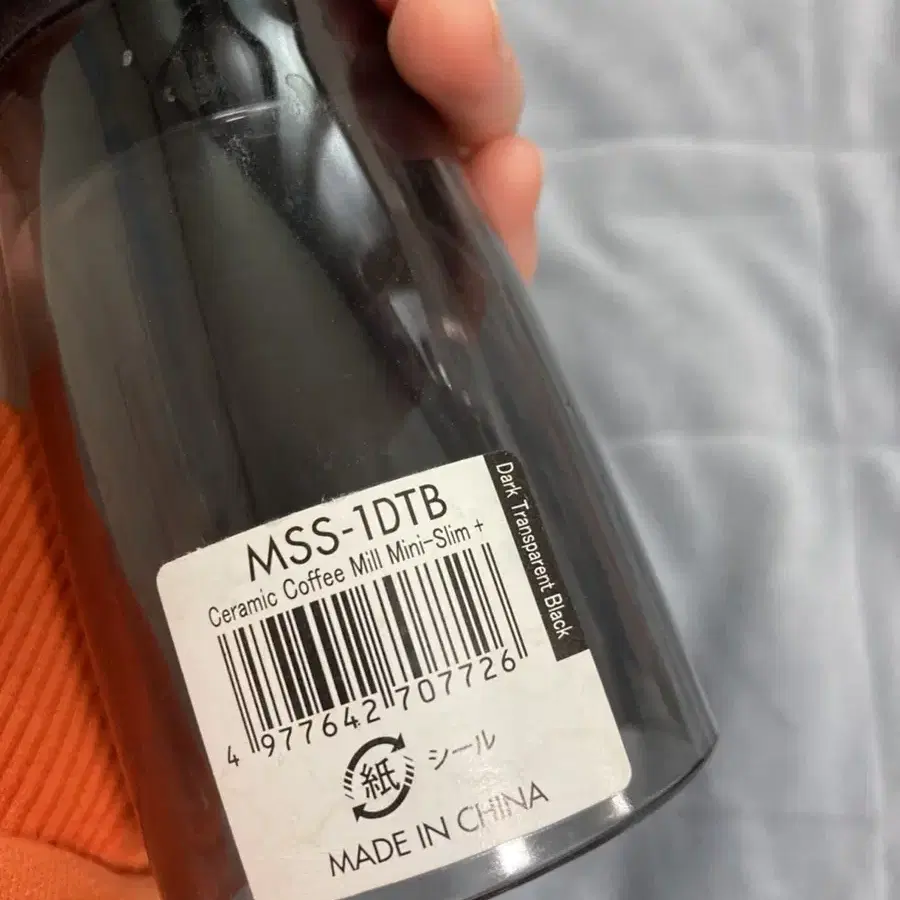 MSS-1DTB
Ceramic Coffee Mill Mini-Slim +
Dark Transparent Black
4 977642 707726
紙 シール
MADE IN CHINA